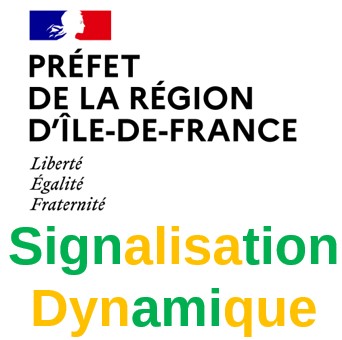 PRÉFET
DE LA RÉGION
D'ÎLE-DE-FRANCE
Liberté
Égalité
Fraternité
Signalisation
Dynamique